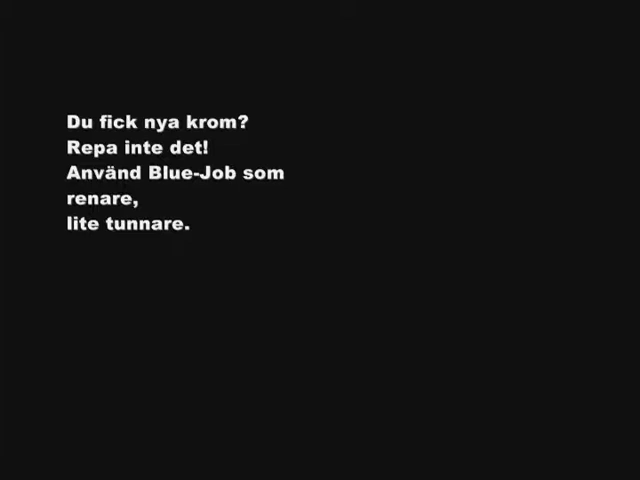 Du fick nya krom?
Repa inte det!
Använd Blue-Job som
renare,
lite tunnare.